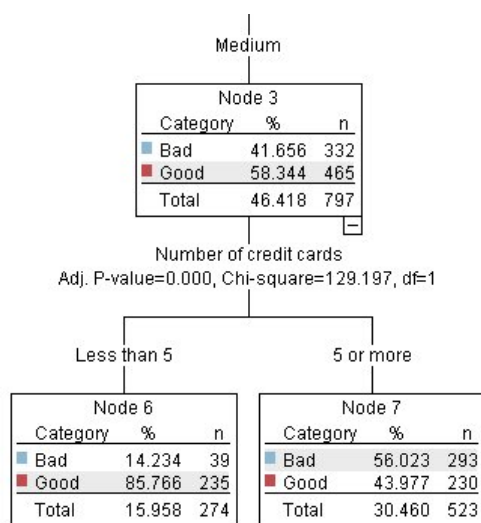 Medium
Node 3
Category % n
Bad 41.656 332
Good 58.344 465
Total 46.418 797
Number of credit cards
Adj. P-value=0.000, Chi-square=129.197, df=1
Less than 5
5 or more
Node 6
Category % n
Bad 14.234 39
Good 85.766 235
Total 15.958 274
Node 7
Category % n
Bad 56.023 293
Good 43.977 230
Total 30.460 523